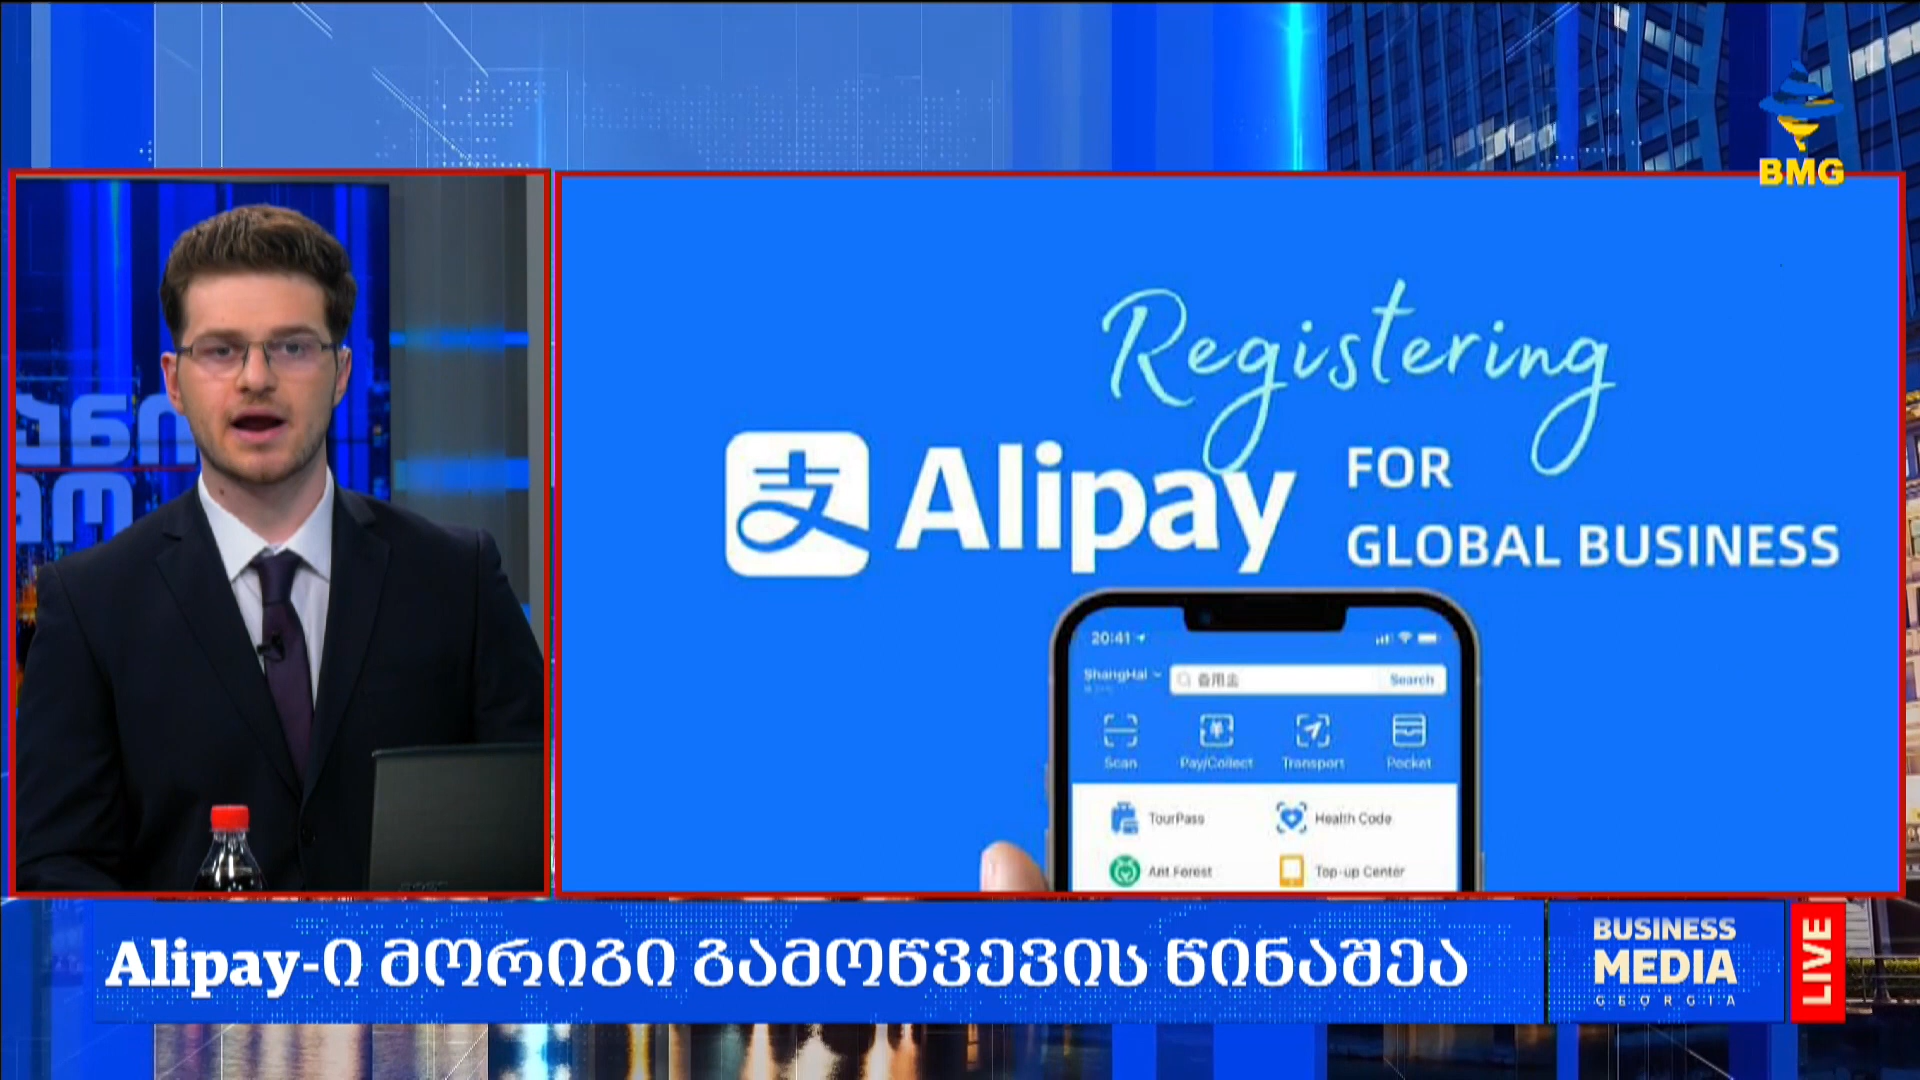 BMG
Registering
支 Alipay
FOR
GLOBAL BUSINESS
20:41
ShangHai
Search
Scan
Pay/Collect
Transport
Pocket
TourPass
Health Code
Ant Forest
Top-up Center
Alipay-ი მორიგი გამოწვევის წინაშეა
BUSINESS
MEDIA
GEORGIA
LIVE